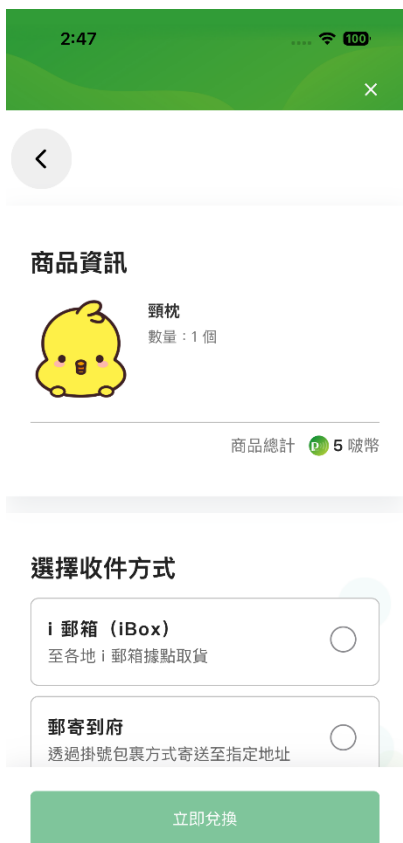 2:47
100
商品資訊
頸枕
數量：1 個
商品總計 P 5 啵幣
選擇收件方式
i 郵箱（iBox）
至各地 i 郵箱據點取貨
郵寄到府
透過掛號包裹方式寄送至指定地址
立即兌換